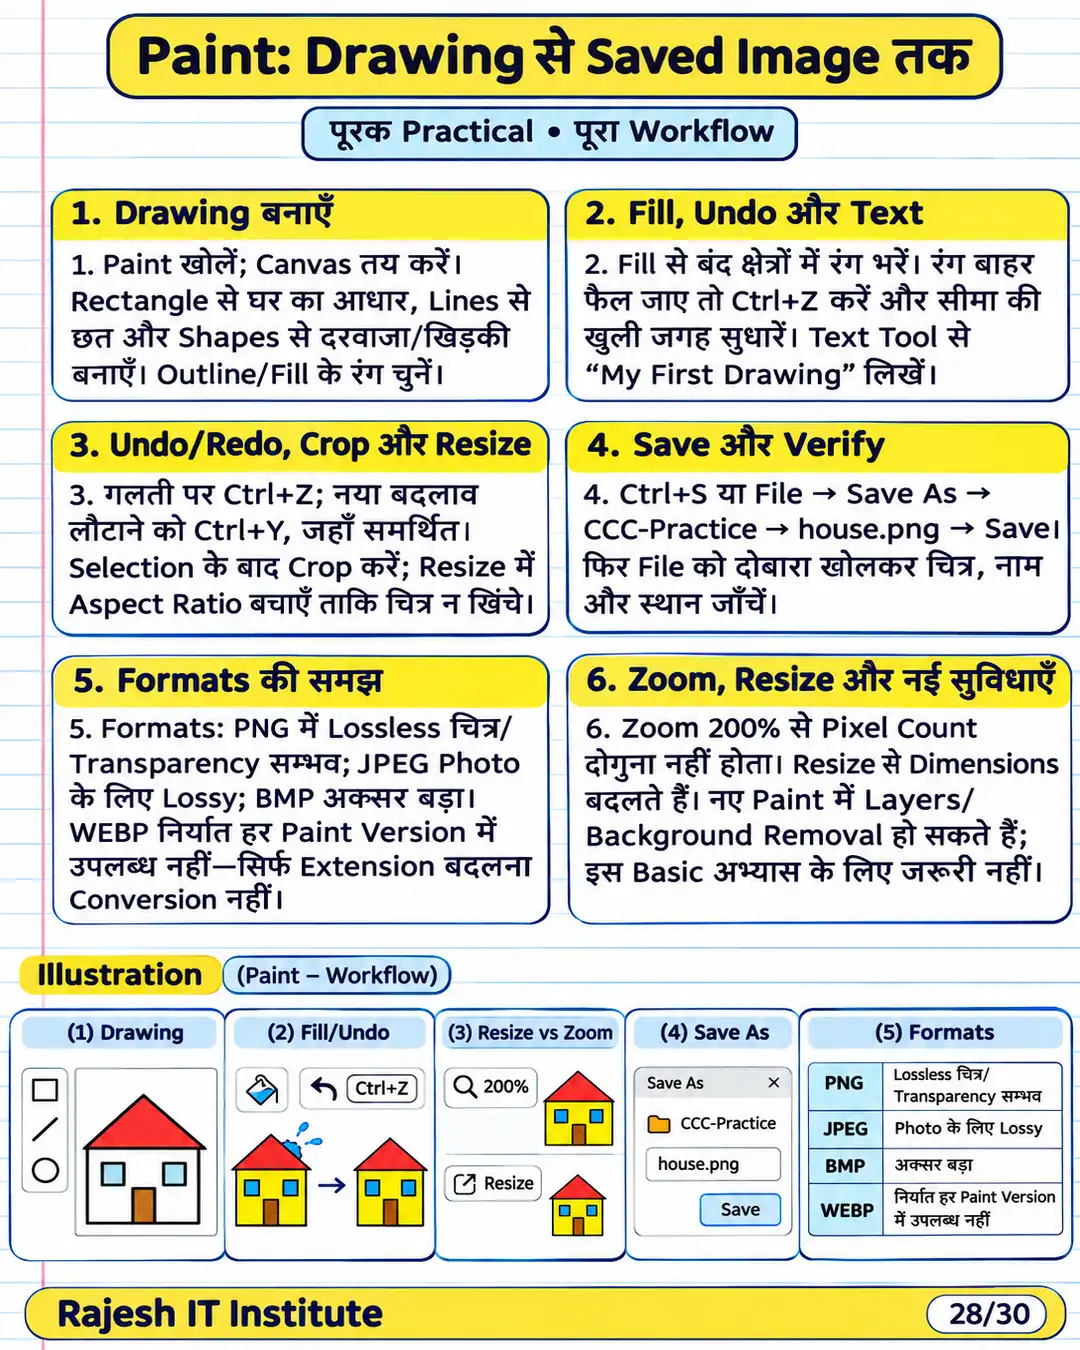 Paint: Drawing से Saved Image तक
पूरक Practical • पूरा Workflow
1. Drawing बनाएँ
1. Paint खोलें; Canvas तय करें।
Rectangle से घर का आधार, Lines से
छत और Shapes से दरवाजा/खिड़की
बनाएँ। Outline/Fill के रंग चुनें।
2. Fill, Undo और Text
2. Fill से बंद क्षेत्रों में रंग भरें। रंग बाहर
फैल जाए तो Ctrl+Z करें और सीमा की
खुली जगह सुधारें। Text Tool से
“My First Drawing” लिखें।
3. Undo/Redo, Crop और Resize
3. गलती पर Ctrl+Z; नया बदलाव
लौटाने को Ctrl+Y, जहाँ समर्थित।
Selection के बाद Crop करें; Resize में
Aspect Ratio बचाएँ ताकि चित्र न खिंचे।
4. Save और Verify
4. Ctrl+S या File → Save As →
CCC-Practice → house.png → Save।
फिर File को दोबारा खोलकर चित्र, नाम
और स्थान जाँचें।
5. Formats की समझ
5. Formats: PNG में Lossless चित्र/
Transparency सम्भव; JPEG Photo
के लिए Lossy; BMP अकसर बड़ा।
WEBP निर्यात हर Paint Version में
उपलब्ध नहीं—सिर्फ Extension बदलना
Conversion नहीं।
6. Zoom, Resize और नई सुविधाएँ
6. Zoom 200% से Pixel Count
दोगुना नहीं होता। Resize से Dimensions
बदलते हैं। नए Paint में Layers/
Background Removal हो सकते हैं;
इस Basic अभ्यास के लिए जरूरी नहीं।
Illustration (Paint – Workflow)
(1) Drawing
(2) Fill/Undo
Ctrl+Z
(3) Resize vs Zoom
200%
Resize
(4) Save As
Save As ×
CCC-Practice
house.png
Save
(5) Formats
PNG Lossless चित्र/
Transparency सम्भव
JPEG Photo के लिए Lossy
BMP अकसर बड़ा
WEBP निर्यात हर Paint Version
में उपलब्ध नहीं
Rajesh IT Institute
28/30